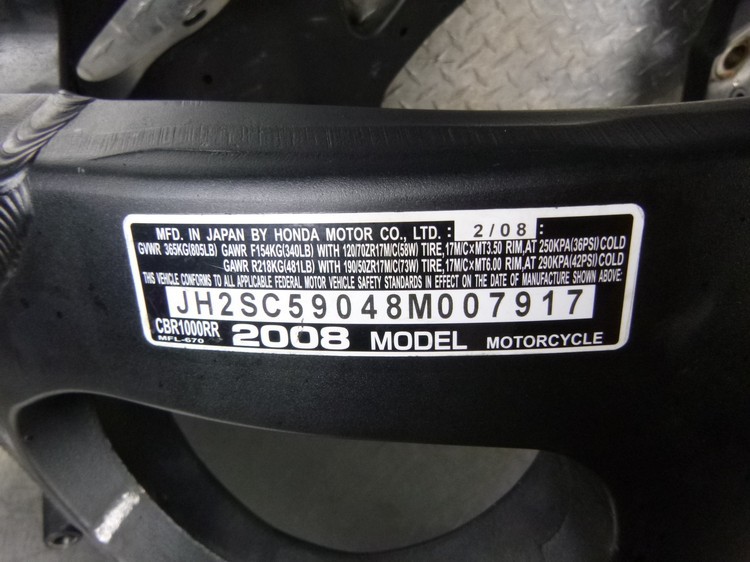 MFD. IN JAPAN BY HONDA MOTOR CO., LTD. : 2/08 :
GVWR 365KG(805LB) GAWR F154KG(340LB) WITH 120/70ZR17M/C(58W) TIRE,17M/C×MT3.50 RIM,AT 250KPA(36PSI)COLD
GAWR R218KG(481LB) WITH 190/50ZR17M/C(73W) TIRE,17M/C×MT6.00 RIM,AT 290KPA(42PSI)COLD
THIS VEHICLE CONFORMS TO ALL APPLICABLE FEDERAL MOTOR VEHICLE SAFETY STANDARDS IN EFFECT ON THE DATE OF MANUFACTURE SHOWN ABOVE.
JH2SC59048M007917
CBR1000RR 2008 MODEL MOTORCYCLE
MFL-670